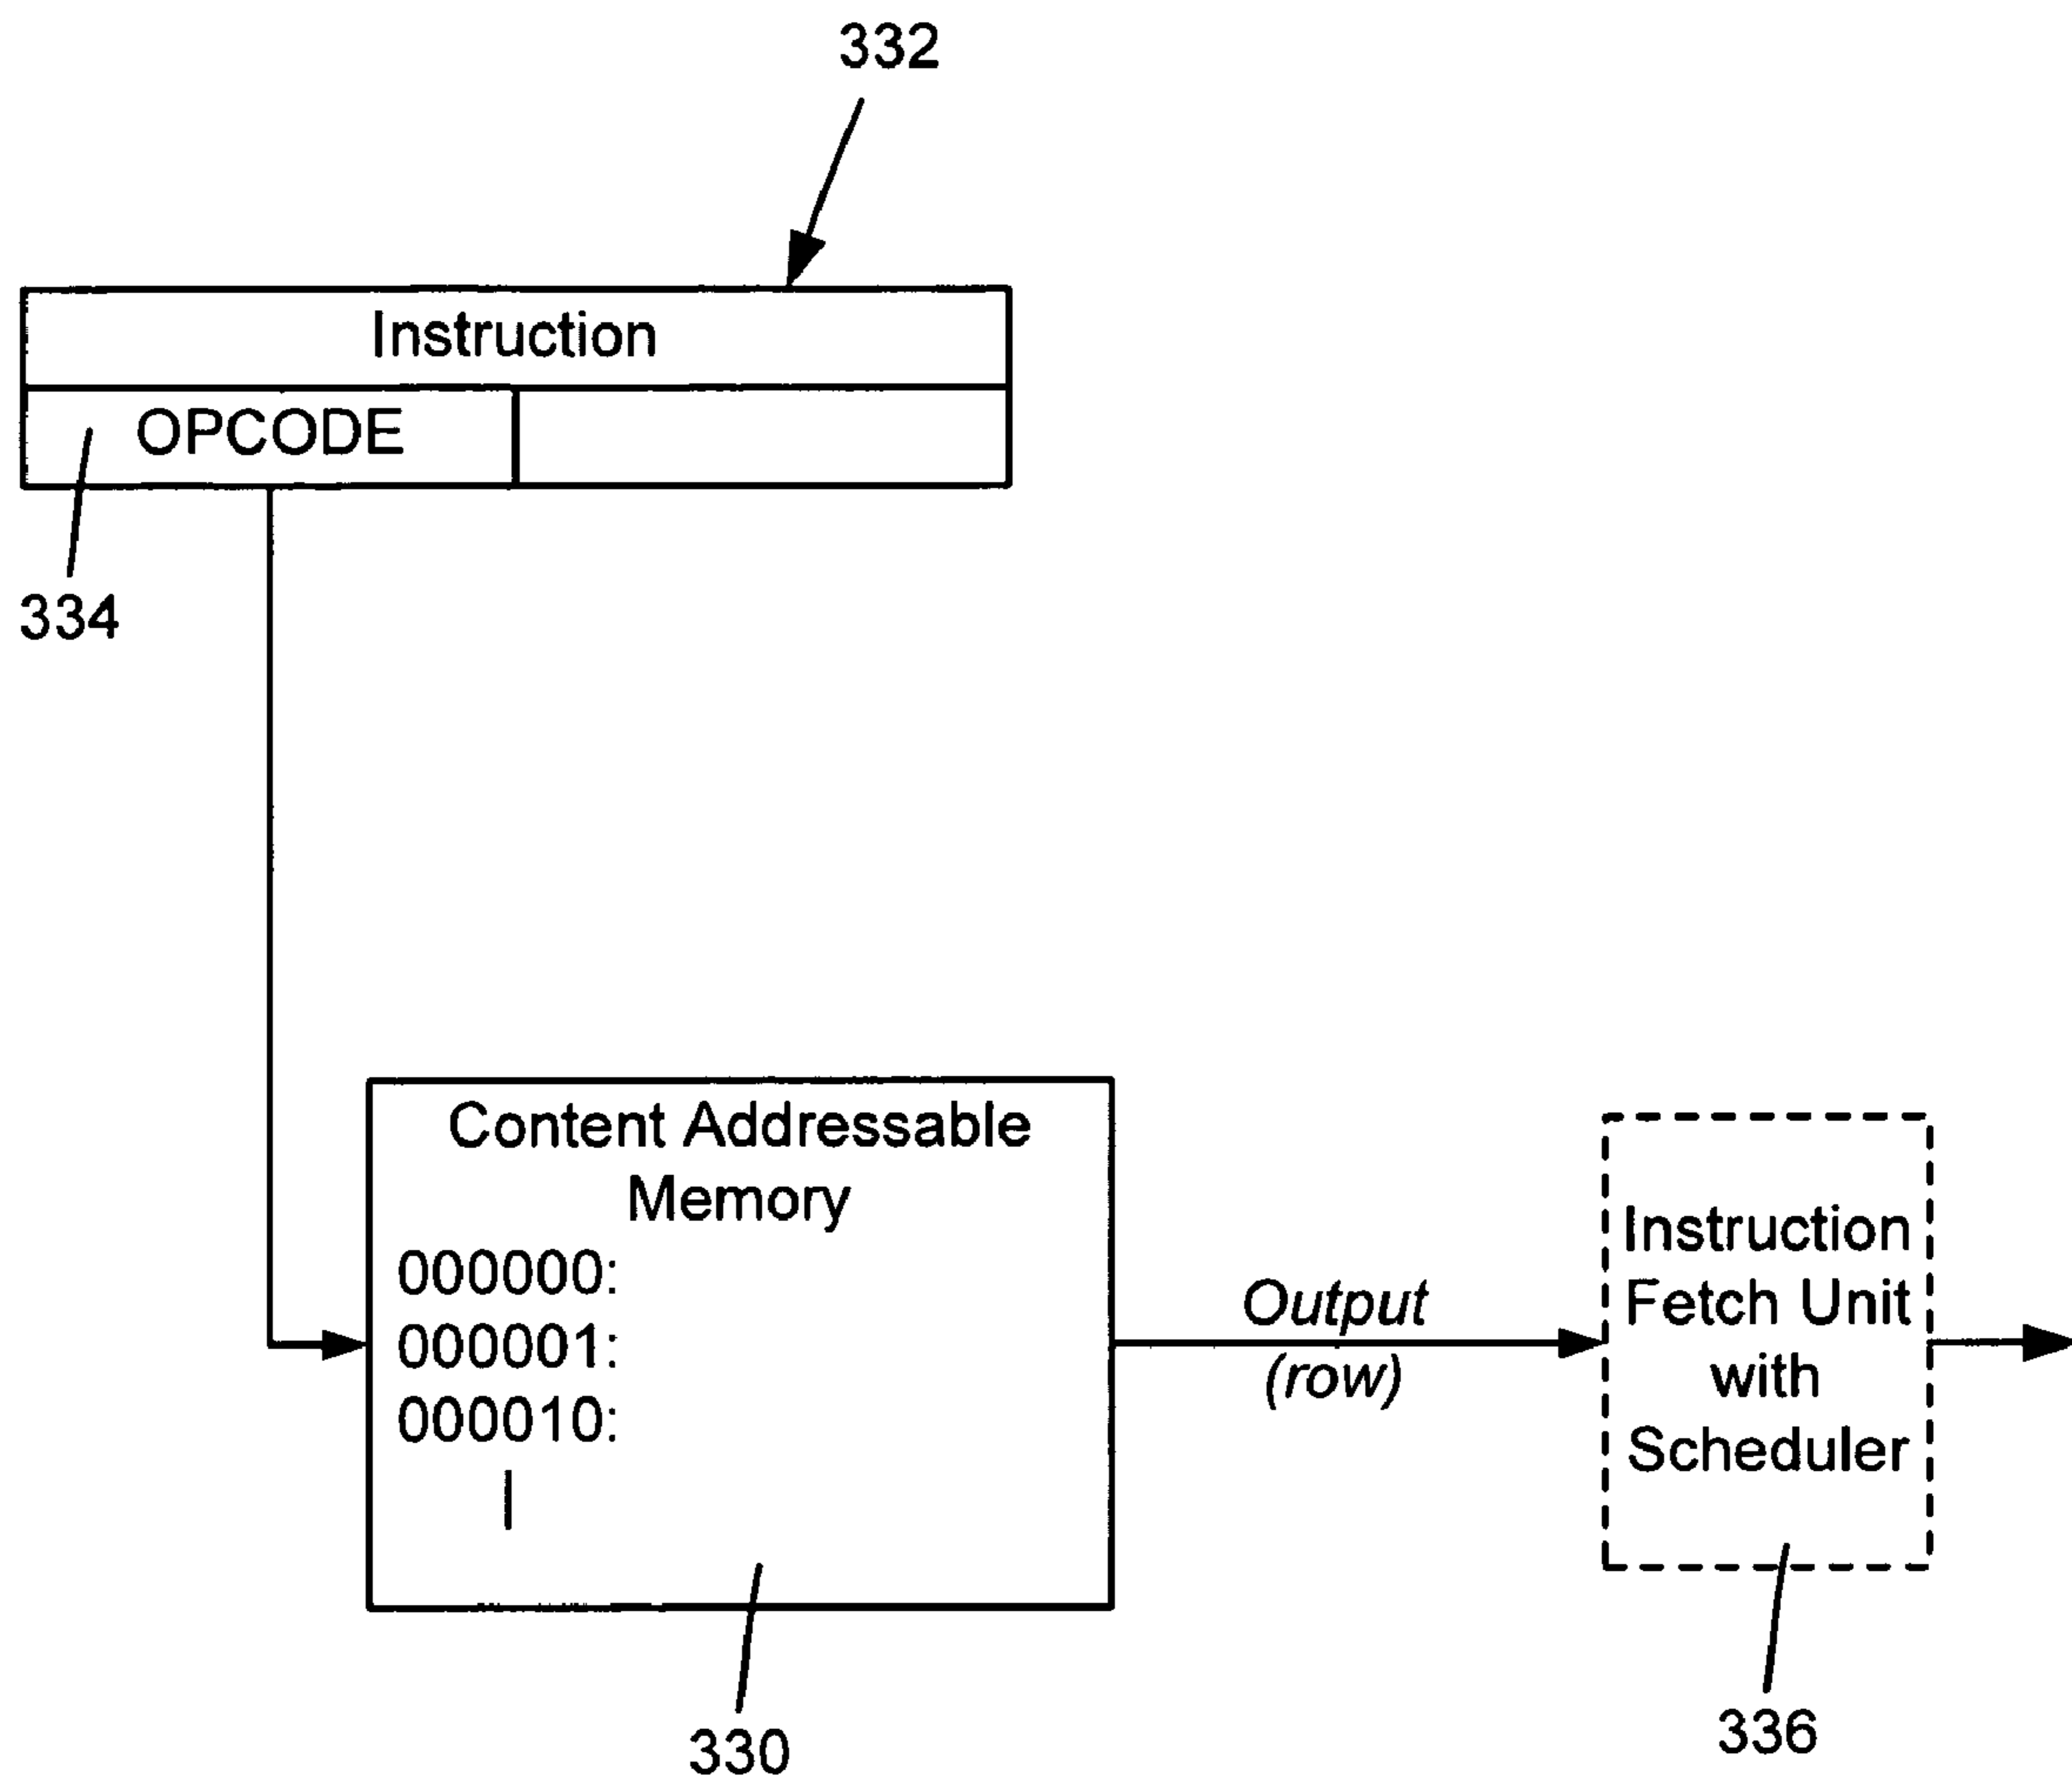 332
Instruction
OPCODE
334
Content Addressable
Memory
000000:
000001:
000010:
Output
(row)
Instruction
Fetch Unit
with
Scheduler
330
336